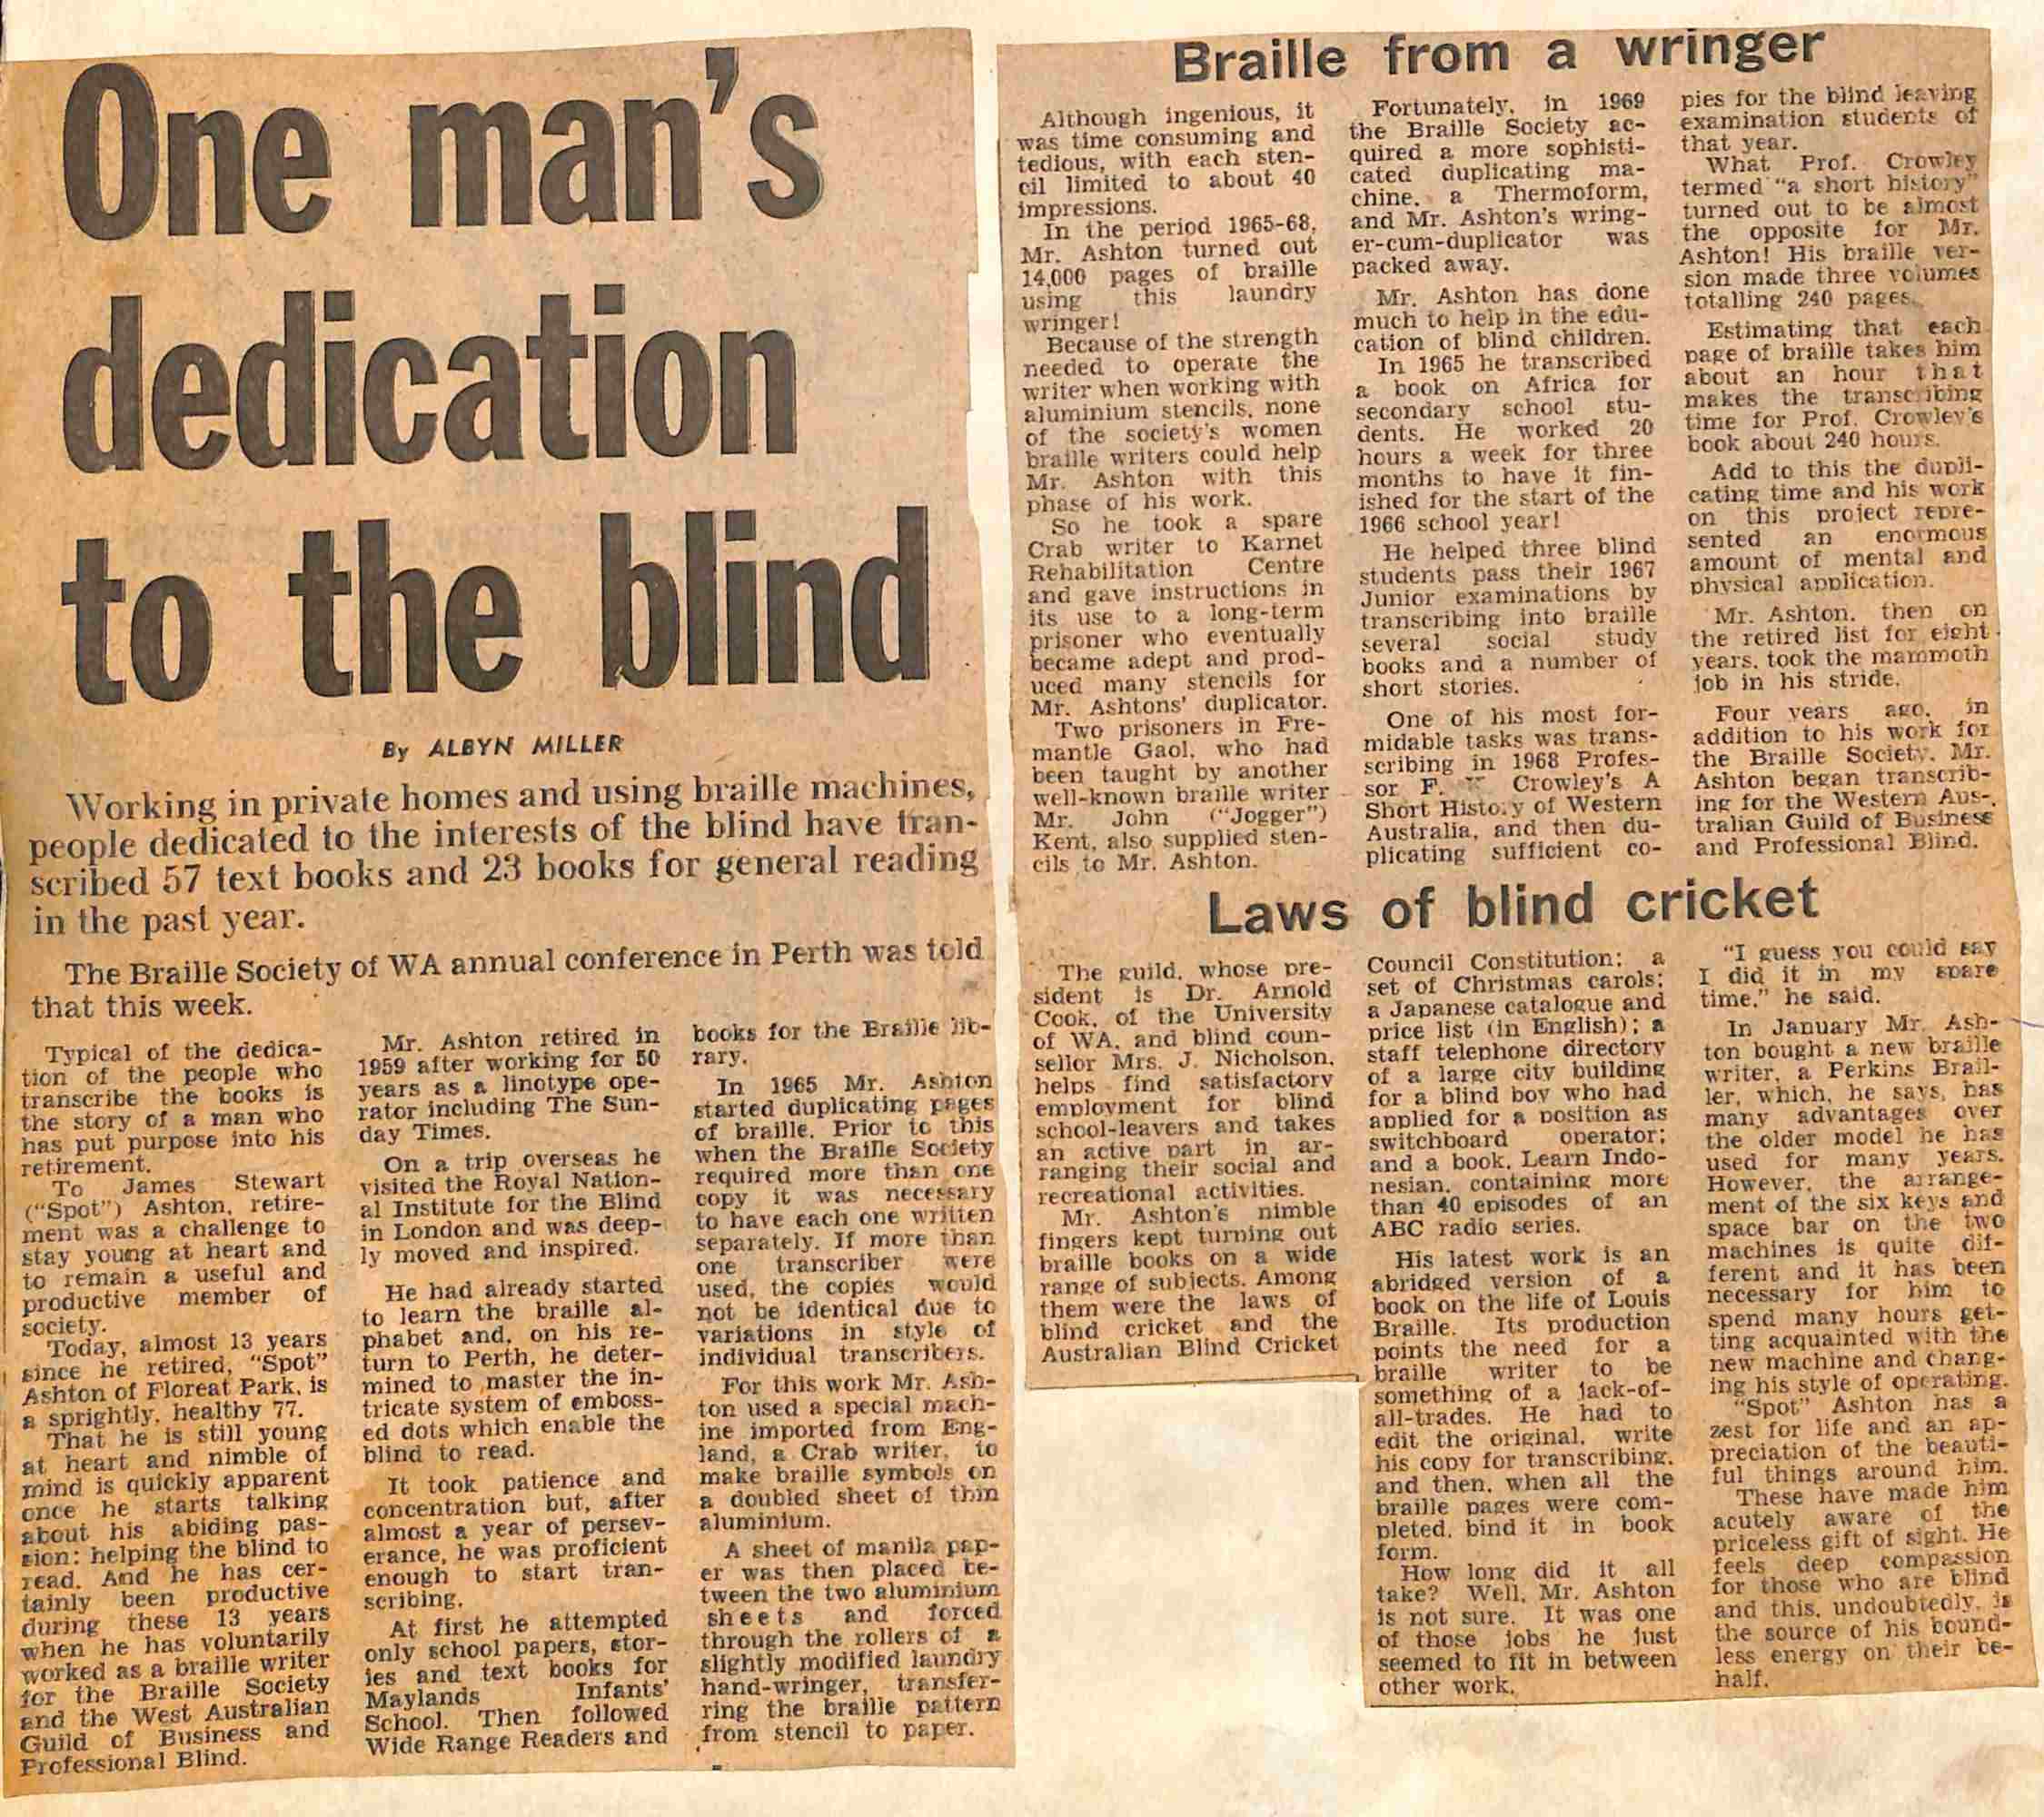 One man's
dedication
to the blind
By ALBYN MILLER
Working in private homes and using braille machines,
people dedicated to the interests of the blind have tran-
scribed 57 text books and 23 books for general reading
in the past year.
The Braille Society of WA annual conference in Perth was told
that this week.
Typical of the dedica-
tion of the people who
transcribe the books is
the story of a man who
has put purpose into his
retirement.
To James Stewart
("Spot") Ashton, retire-
ment was a challenge to
stay young at heart and
to remain a useful and
productive member of
society.
Today, almost 13 years
since he retired, "Spot"
Ashton of Floreat Park, is
a sprightly, healthy 77.
That he is still young
at heart and nimble of
mind is quickly apparent
once he starts talking
about his abiding pas-
sion: helping the blind to
read. And he has cer-
tainly been productive
during these 13 years
when he has voluntarily
worked as a braille writer
for the Braille Society
and the West Australian
Guild of Business and
Professional Blind.
Mr. Ashton retired in
1959 after working for 50
years as a linotype ope-
rator including The Sun-
day Times.
On a trip overseas he
visited the Royal Nation-
al Institute for the Blind
in London and was deep-
ly moved and inspired.
He had already started
to learn the braille al-
phabet and, on his re-
turn to Perth, he deter-
mined to master the in-
tricate system of emboss-
ed dots which enable the
blind to read.
It took patience and
concentration but, after
almost a year of persev-
erance, he was proficient
enough to start tran-
scribing.
At first he attempted
only school papers, stor-
ies and text books for
Maylands Infants'
School. Then followed
Wide Range Readers and
books for the Braille lib-
rary.
In 1965 Mr. Ashton
started duplicating pages
of braille. Prior to this
when the Braille Society
required more than one
copy it was necessary
to have each one written
separately. If more than
one transcriber were
used, the copies would
not be identical due to
variations in style of
individual transcribers.
For this work Mr. Ash-
ton used a special mach-
ine imported from Eng-
land, a Crab writer, to
make braille symbols on
a doubled sheet of thin
aluminium.
A sheet of manila pap-
er was then placed be-
tween the two aluminium
sheets and forced
through the rollers of a
slightly modified laundry
hand-wringer, transfer-
ring the braille pattern
from stencil to paper.
Braille from a wringer
Although ingenious, it
was time consuming and
tedious, with each sten-
cil limited to about 40
impressions.
In the period 1965-68,
Mr. Ashton turned out
14,000 pages of braille
using this laundry
wringer!
Because of the strength
needed to operate the
writer when working with
aluminium stencils, none
of the society's women
braille writers could help
Mr. Ashton with this
phase of his work.
So he took a spare
Crab writer to Karnet
Rehabilitation Centre
and gave instructions in
its use to a long-term
prisoner who eventually
became adept and prod-
uced many stencils for
Mr. Ashtons' duplicator.
Two prisoners in Fre-
mantle Gaol, who had
been taught by another
well-known braille writer
Mr. John ("Jogger")
Kent, also supplied sten-
cils to Mr. Ashton.
Fortunately, in 1969
the Braille Society ac-
quired a more sophisti-
cated duplicating ma-
chine, a Thermoform,
and Mr. Ashton's wring-
er-cum-duplicator was
packed away.
Mr. Ashton has done
much to help in the edu-
cation of blind children.
In 1965 he transcribed
a book on Africa for
secondary school stu-
dents. He worked 20
hours a week for three
months to have it fin-
ished for the start of the
1966 school year!
He helped three blind
students pass their 1967
Junior examinations by
transcribing into braille
several social study
books and a number of
short stories.
One of his most for-
midable tasks was trans-
scribing in 1968 Profes-
sor F. Crowley's A
Short History of Western
Australia, and then du-
plicating sufficient co-
pies for the blind leaving
examination students of
that year.
What Prof. Crowley
termed "a short history"
turned out to be almost
the opposite for Mr.
Ashton! His braille ver-
sion made three volumes
totalling 240 pages.
Estimating that each
page of braille takes him
about an hour that
makes the transcribing
time for Prof. Crowley's
book about 240 hours.
Add to this the dupli-
cating time and his work
on this project repre-
sented an enormous
amount of mental and
physical application.
Mr. Ashton, then on
the retired list for eight
years, took the mammoth
job in his stride.
Four years ago, in
addition to his work for
the Braille Society, Mr.
Ashton began transcrib-
ing for the Western Aus-
tralian Guild of Business
and Professional Blind.
Laws of blind cricket
The guild, whose pre-
sident is Dr. Arnold
Cook, of the University
of WA, and blind coun-
sellor Mrs. J. Nicholson,
helps find satisfactory
employment for blind
school-leavers and takes
an active part in ar-
ranging their social and
recreational activities.
Mr. Ashton's nimble
fingers kept turning out
braille books on a wide
range of subjects. Among
them were the laws of
blind cricket and the
Australian Blind Cricket
Council Constitution; a
set of Christmas carols;
a Japanese catalogue and
price list (in English); a
staff telephone directory
of a large city building
for a blind boy who had
applied for a position as
switchboard operator;
and a book, Learn Indo-
nesian, containing more
than 40 episodes of an
ABC radio series.
His latest work is an
abridged version of a
book on the life of Louis
Braille. Its production
points the need for a
braille writer to be
something of a jack-of-
all-trades. He had to
edit the original, write
his copy for transcribing,
and then, when all the
braille pages were com-
pleted, bind it in book
form.
How long did it all
take? Well, Mr. Ashton
is not sure. It was one
of those jobs he just
seemed to fit in between
other work.
"I guess you could say
I did it in my spare
time," he said.
In January Mr. Ash-
ton bought a new braille
writer, a Perkins Brail-
ler, which, he says, has
many advantages over
the older model he has
used for many years.
However, the arrange-
ment of the six keys and
space bar on the two
machines is quite dif-
ferent and it has been
necessary for him to
spend many hours get-
ting acquainted with the
new machine and chang-
ing his style of operating.
"Spot" Ashton has a
zest for life and an ap-
preciation of the beauti-
ful things around him.
These have made him
acutely aware of the
priceless gift of sight. He
feels deep compassion
for those who are blind
and this, undoubtedly, is
the source of his bound-
less energy on their be-
half.